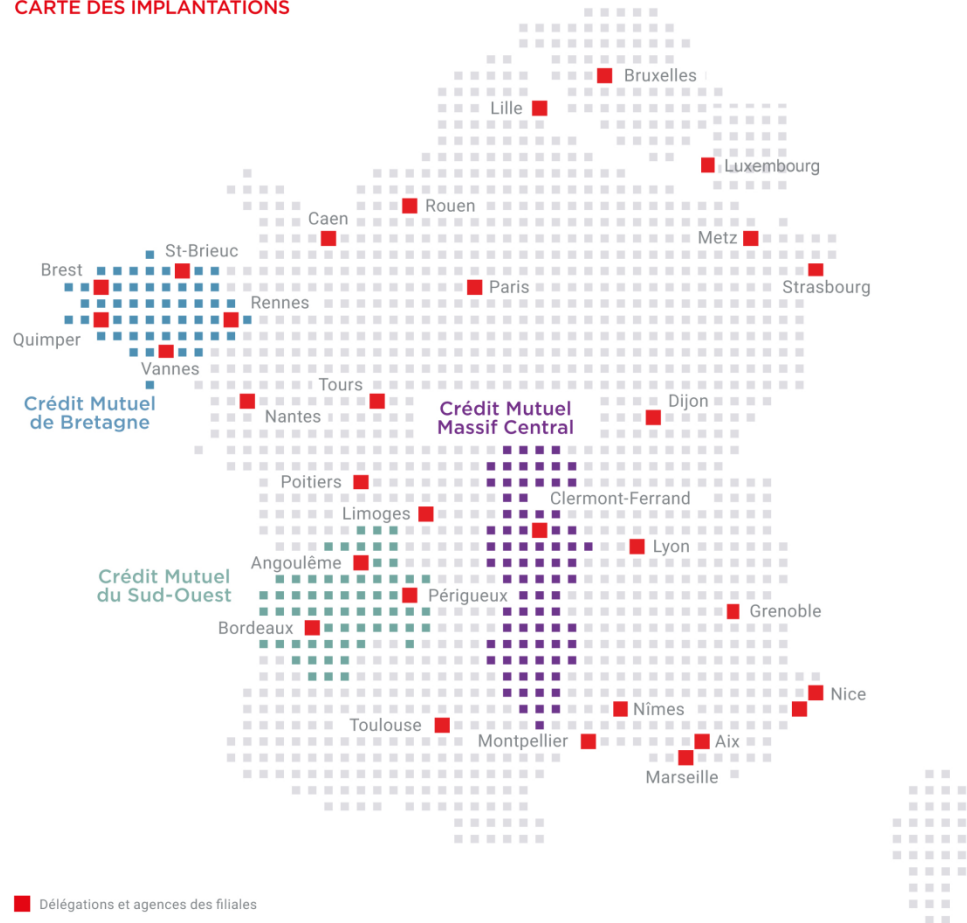 CARTE DES IMPLANTATIONS
Bruxelles
Lille
Luxembourg
Rouen
Caen
Metz
St-Brieuc
Brest
Paris
Strasbourg
Rennes
Quimper
Vannes
Tours
Crédit Mutuel
de Bretagne
Nantes
Crédit Mutuel
Massif Central
Dijon
Poitiers
Clermont-Ferrand
Limoges
Lyon
Angoulême
Crédit Mutuel
du Sud-Ouest
Périgueux
Grenoble
Bordeaux
Nice
Nîmes
Toulouse
Montpellier
Aix
Marseille
Délégations et agences des filiales